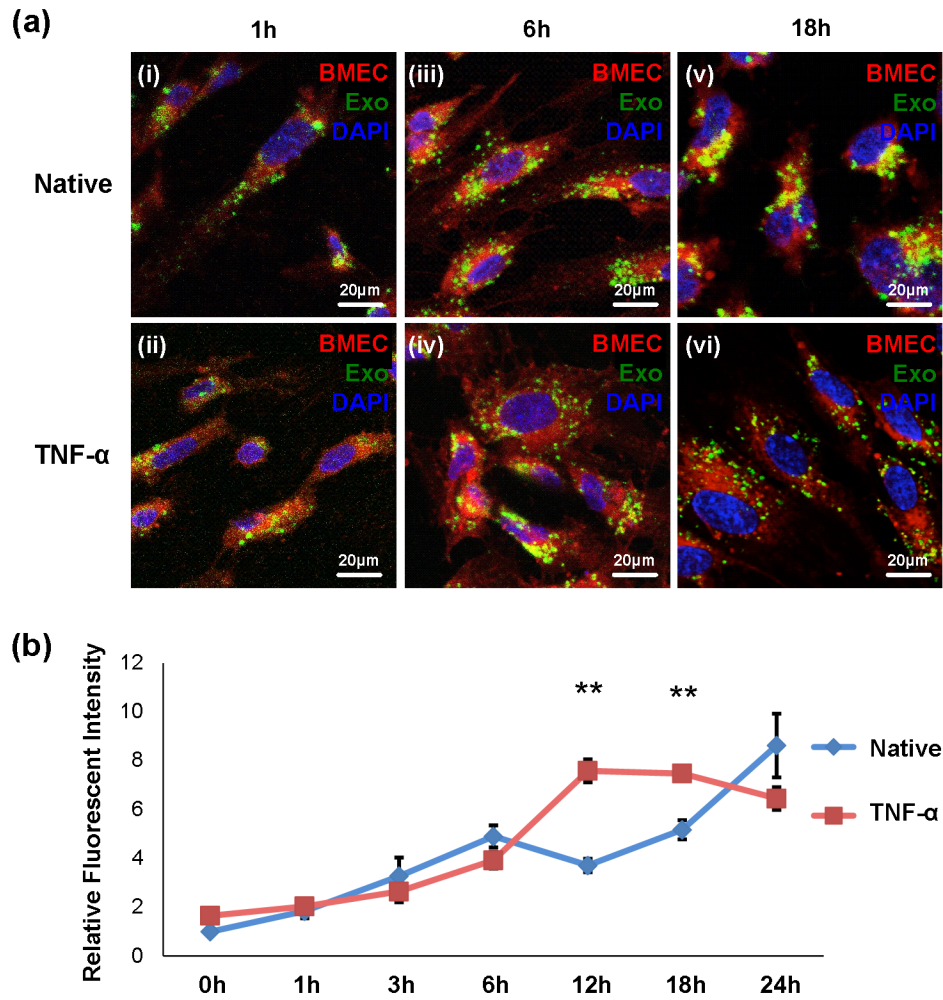 (a)
1h 6h 18h
Native
(i) BMEC
Exo
DAPI
20μm
(iii) BMEC
Exo
DAPI
20μm
(v) BMEC
Exo
DAPI
20μm
TNF-α
(ii) BMEC
Exo
DAPI
20μm
(iv) BMEC
Exo
DAPI
20μm
(vi) BMEC
Exo
DAPI
20μm
(b)
Relative Fluorescent Intensity
12
10
8
6
4
2
0
** **
0h 1h 3h 6h 12h 18h 24h
Native
TNF-α